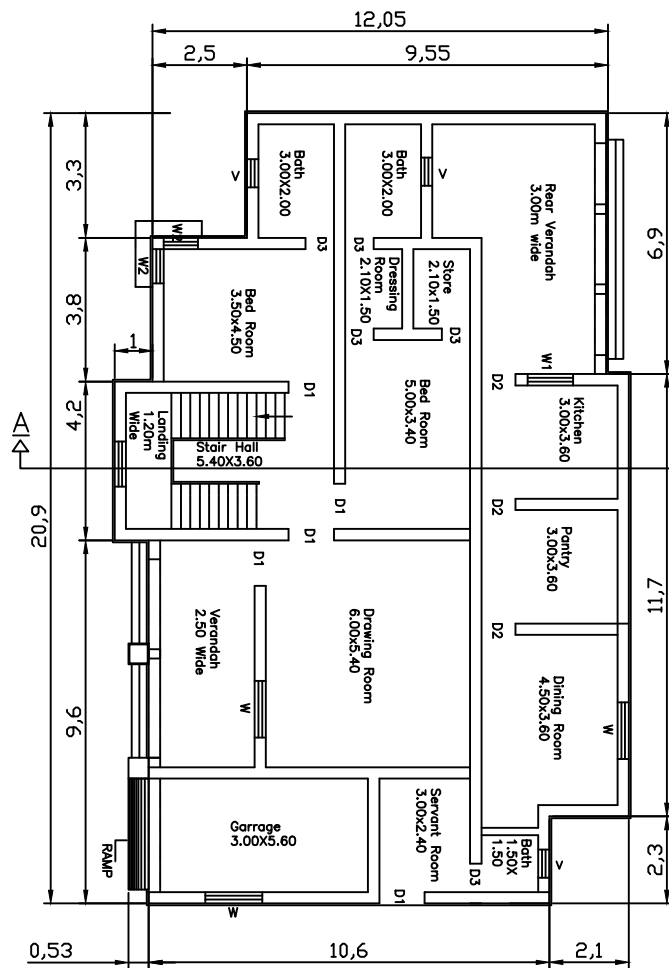 12,05
2,5
9,55
3,3
3,8
4,2
9,6
20,9
1
6,9
11,7
2,3
0,53
10,6
2,1
A
Bath
3.00X2.00
V
Bath
3.00X2.00
V
Rear Verandah
3.00m wide
W2
W2
D3
D3
Dressing
Room
2.10X1.50
Store
2.10x1.50
D3
D3
Bed Room
3.50x4.50
D1
Bed Room
5.00x3.40
D2
W1
Kitchen
3.00x3.60
Landing
1.20m
Wide
Stair Hall
5.40X3.60
D1
D1
D2
Pantry
3.00x3.60
D1
D2
Verandah
2.50 Wide
Drawing Room
6.00x5.40
Dining Room
4.50x3.60
W
W
Garrage
3.00X5.60
Servant Room
3.00x2.40
Bath
1.50X
1.50
V
D3
RAMP
W
D1